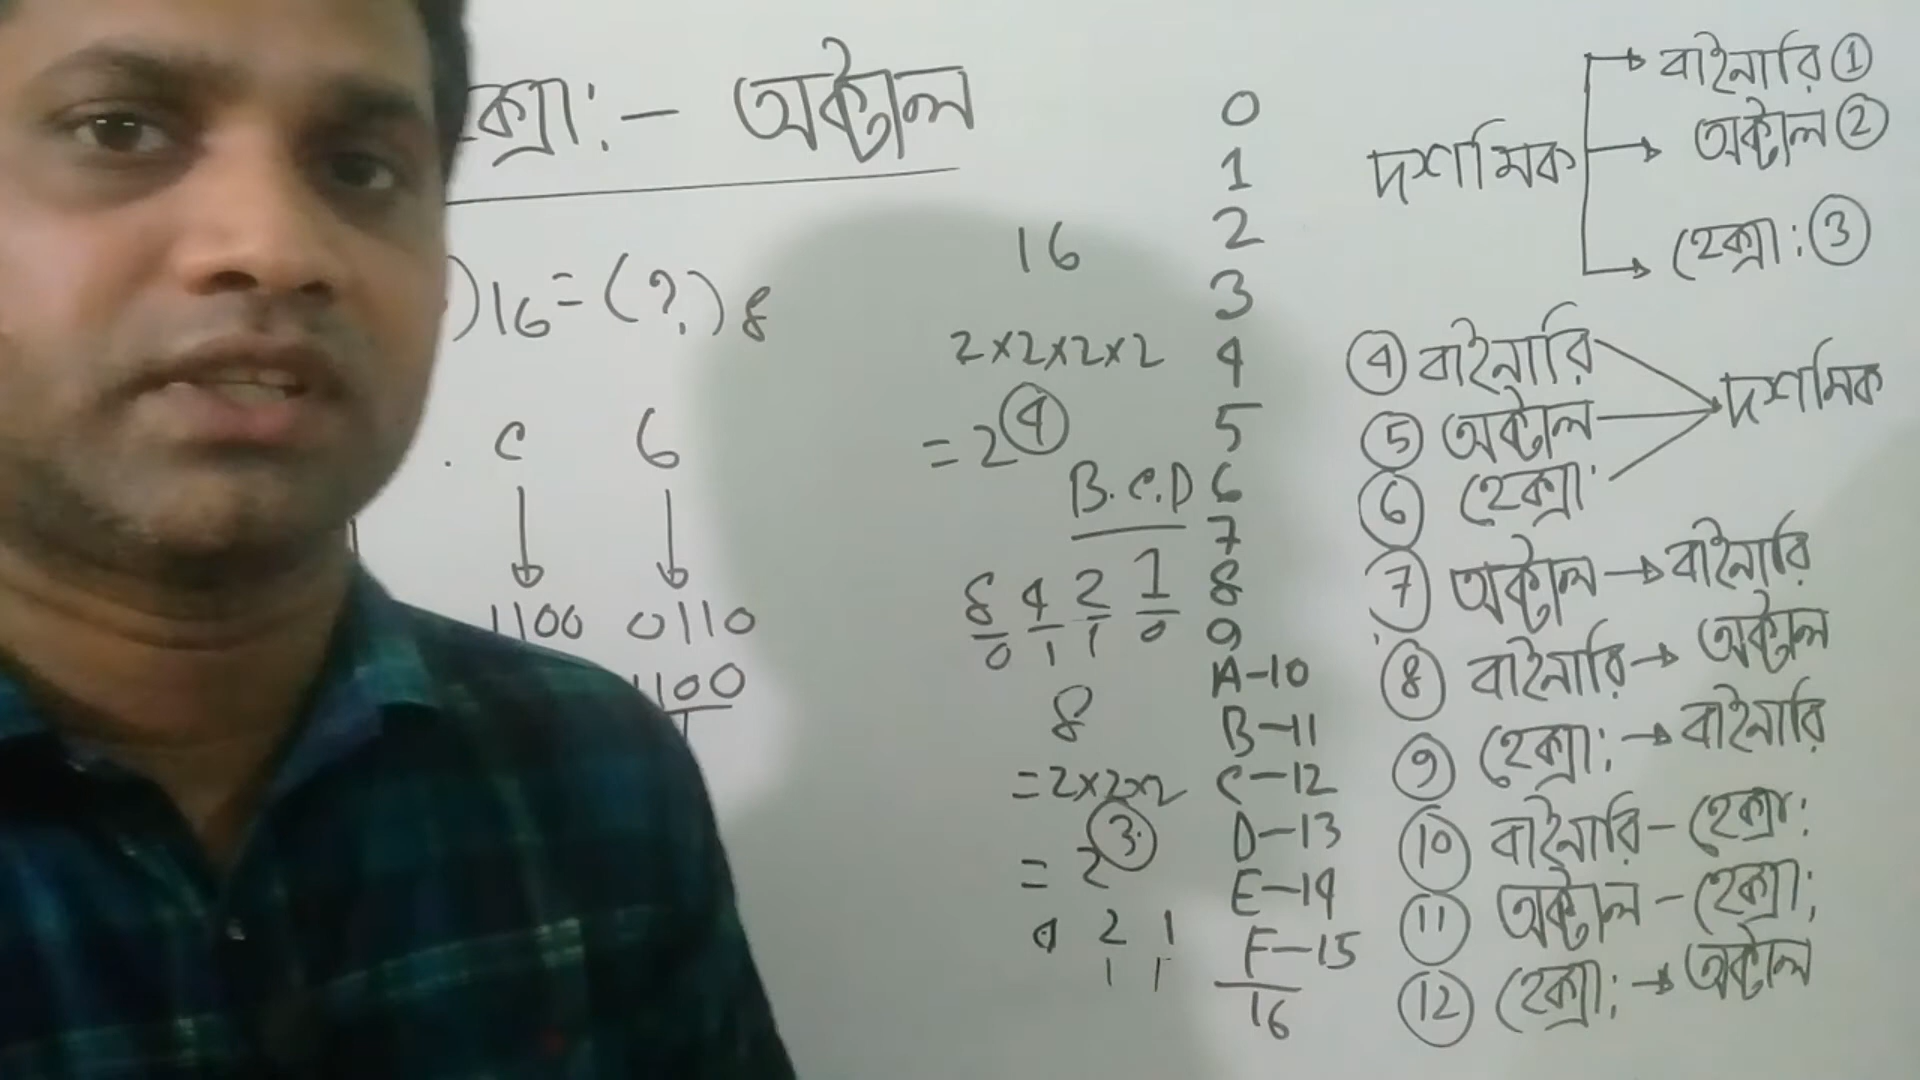 হেক্সা:- অক্টাল
)16 = (?)8
. C 6
1100 0110
1100
16
2×2×2×2
= 2④
B.C.D
8 4 2 1
0 1 1 0
8
=2×2×2
= 2③
4 2 1
1 1
0
1
2
3
4
5
6
7
8
9
A-10
B-11
C-12
D-13
E-14
F-15
16
দশমিক
→ বাইনারি ①
→ অক্টাল ②
→ হেক্সা: ③
④ বাইনারি
⑤ অক্টাল → দশমিক
⑥ হেক্সা:
⑦ অক্টাল → বাইনারি
⑧ বাইনারি → অক্টাল
⑨ হেক্সা: → বাইনারি
⑩ বাইনারি - হেক্সা:
⑪ অক্টাল - হেক্সা:
⑫ হেক্সা: → অক্টাল